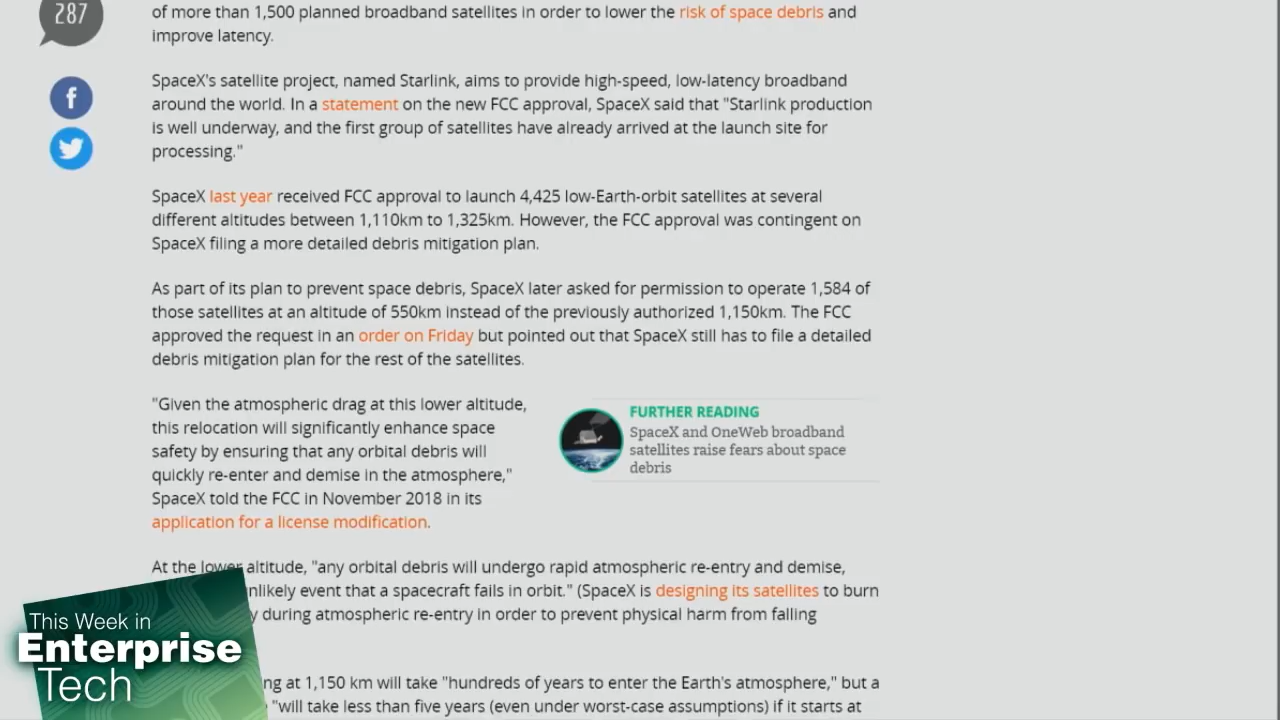 287
of more than 1,500 planned broadband satellites in order to lower the risk of space debris and
improve latency.
SpaceX's satellite project, named Starlink, aims to provide high-speed, low-latency broadband
around the world. In a statement on the new FCC approval, SpaceX said that "Starlink production
is well underway, and the first group of satellites have already arrived at the launch site for
processing."
SpaceX last year received FCC approval to launch 4,425 low-Earth-orbit satellites at several
different altitudes between 1,110km to 1,325km. However, the FCC approval was contingent on
SpaceX filing a more detailed debris mitigation plan.
As part of its plan to prevent space debris, SpaceX later asked for permission to operate 1,584 of
those satellites at an altitude of 550km instead of the previously authorized 1,150km. The FCC
approved the request in an order on Friday but pointed out that SpaceX still has to file a detailed
debris mitigation plan for the rest of the satellites.
"Given the atmospheric drag at this lower altitude,
this relocation will significantly enhance space
safety by ensuring that any orbital debris will
quickly re-enter and demise in the atmosphere,"
SpaceX told the FCC in November 2018 in its
application for a license modification.
FURTHER READING
SpaceX and OneWeb broadband
satellites raise fears about space
debris
At the lower altitude, "any orbital debris will undergo rapid atmospheric re-entry and demise,
unlikely event that a spacecraft fails in orbit." (SpaceX is designing its satellites to burn
during atmospheric re-entry in order to prevent physical harm from falling
at 1,150 km will take "hundreds of years to enter the Earth's atmosphere," but a
"will take less than five years (even under worst-case assumptions) if it starts at
This Week in
Enterprise
Tech